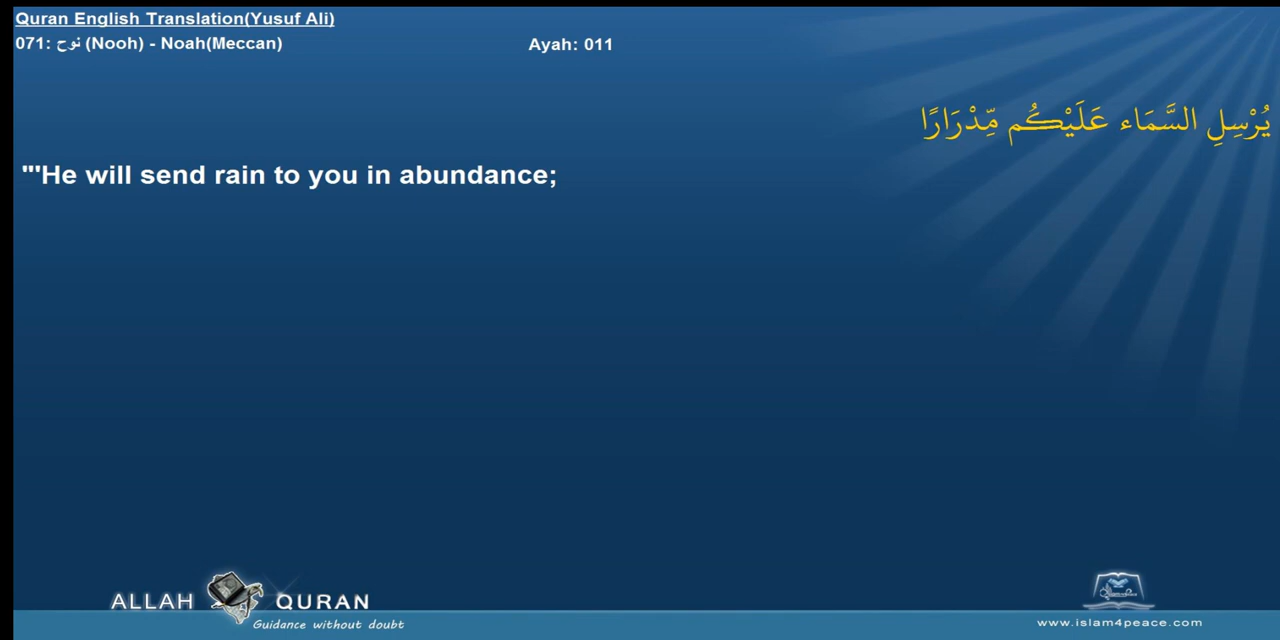 Quran English Translation(Yusuf Ali)
071: نوح (Nooh) - Noah(Meccan)
Ayah: 011
يُرْسِلِ السَّمَاء عَلَيْكُم مِّدْرَارًا
"'He will send rain to you in abundance;
ALLAH QURAN
Guidance without doubt
www.islam4peace.com